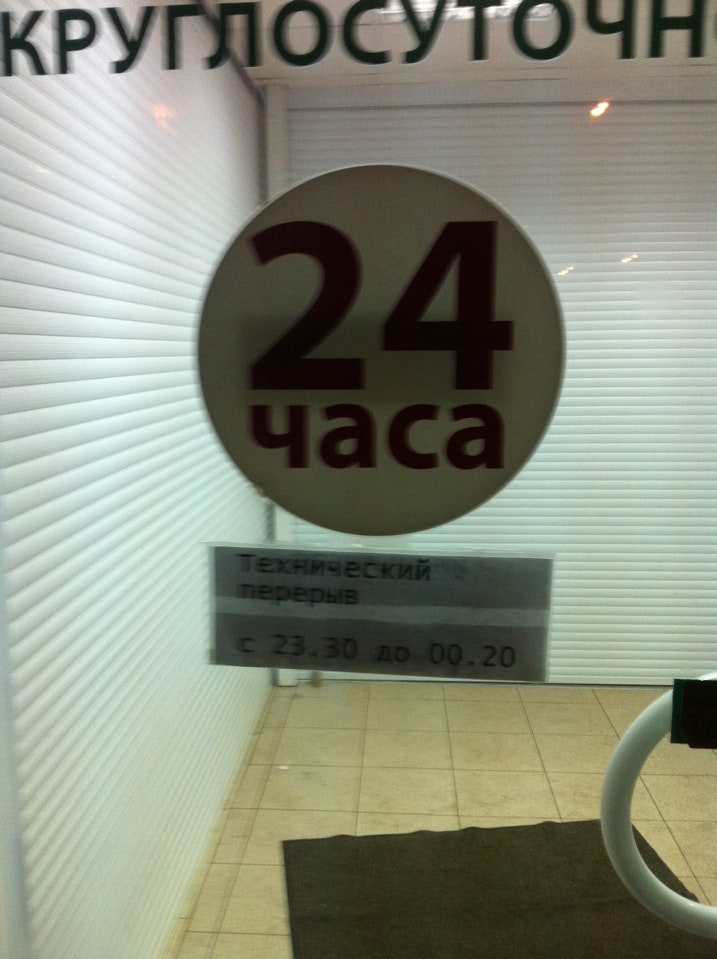 КРУГЛОСУТОЧН
24
часа
Технический
перерыв
с 23.30 до 00.20